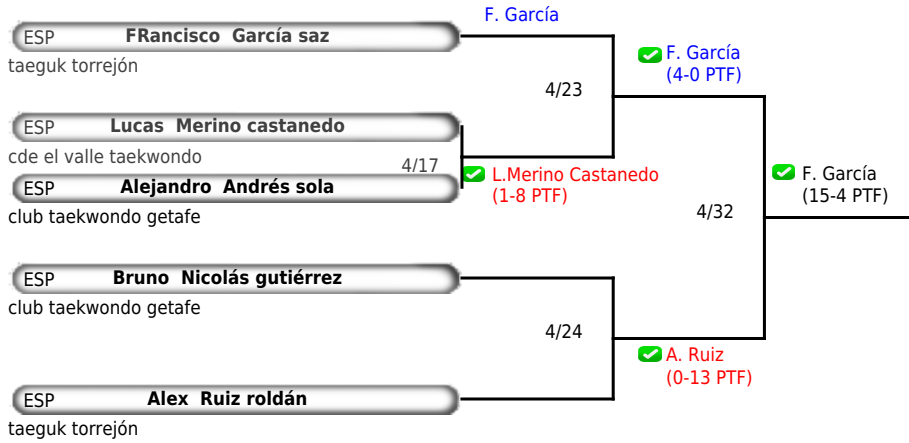 F. García
ESP FRancisco García saz
taeguk torrejón
F. García
(4-0 PTF)
4/23
ESP Lucas Merino castanedo
cde el valle taekwondo
4/17
L.Merino Castanedo
(1-8 PTF)
ESP Alejandro Andrés sola
club taekwondo getafe
F. García
(15-4 PTF)
4/32
ESP Bruno Nicolás gutiérrez
club taekwondo getafe
4/24
A. Ruiz
(0-13 PTF)
ESP Alex Ruiz roldán
taeguk torrejón